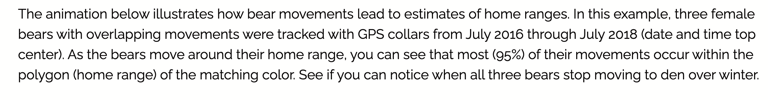 The animation below illustrates how bear movements lead to estimates of home ranges. In this example, three female
bears with overlapping movements were tracked with GPS collars from July 2016 through July 2018 (date and time top
center). As the bears move around their home range, you can see that most (95%) of their movements occur within the
polygon (home range) of the matching color. See if you can notice when all three bears stop moving to den over winter.